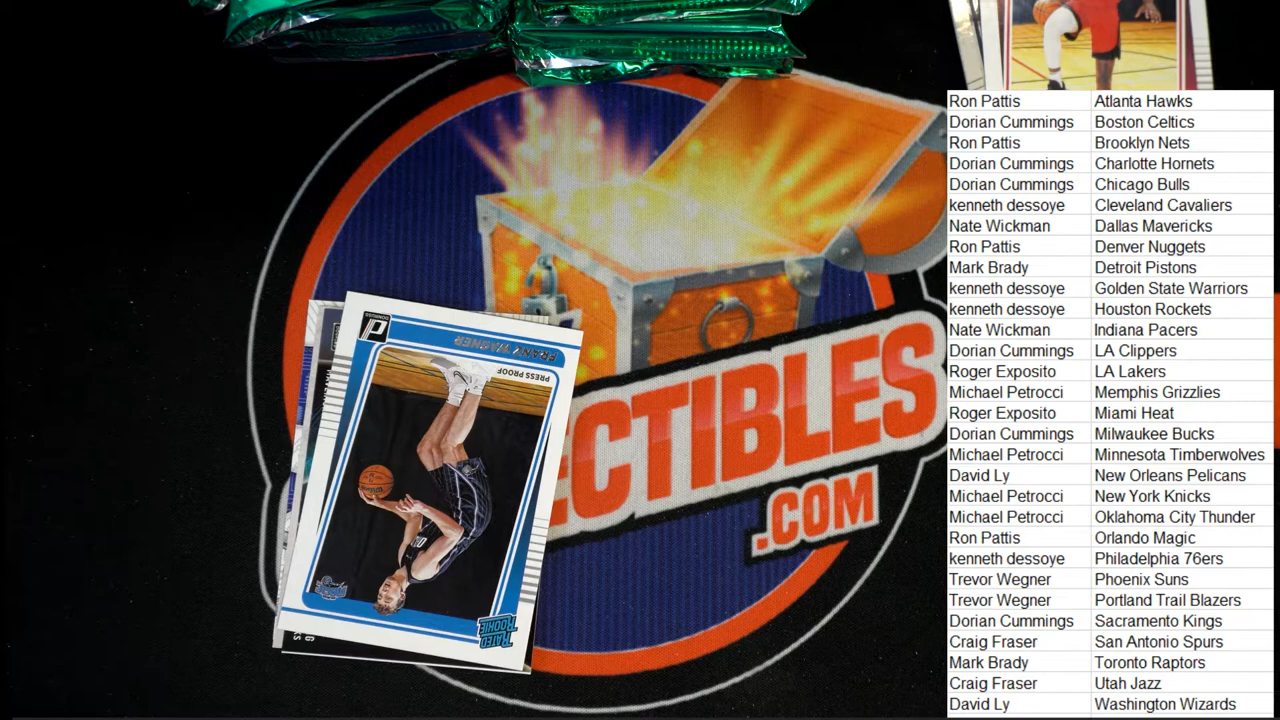 Ron Pattis Atlanta Hawks
Dorian Cummings Boston Celtics
Ron Pattis Brooklyn Nets
Dorian Cummings Charlotte Hornets
Dorian Cummings Chicago Bulls
kenneth dessoye Cleveland Cavaliers
Nate Wickman Dallas Mavericks
Ron Pattis Denver Nuggets
Mark Brady Detroit Pistons
kenneth dessoye Golden State Warriors
kenneth dessoye Houston Rockets
Nate Wickman Indiana Pacers
Dorian Cummings LA Clippers
Roger Exposito LA Lakers
Michael Petrocci Memphis Grizzlies
Roger Exposito Miami Heat
Dorian Cummings Milwaukee Bucks
Michael Petrocci Minnesota Timberwolves
David Ly New Orleans Pelicans
Michael Petrocci New York Knicks
Michael Petrocci Oklahoma City Thunder
Ron Pattis Orlando Magic
kenneth dessoye Philadelphia 76ers
Trevor Wegner Phoenix Suns
Trevor Wegner Portland Trail Blazers
Dorian Cummings Sacramento Kings
Craig Fraser San Antonio Spurs
Mark Brady Toronto Raptors
Craig Fraser Utah Jazz
David Ly Washington Wizards
ECTIBLES
.COM
DONRUSS
FRANZ WAGNER
PRESS PROOF
RATED
ROOKIE